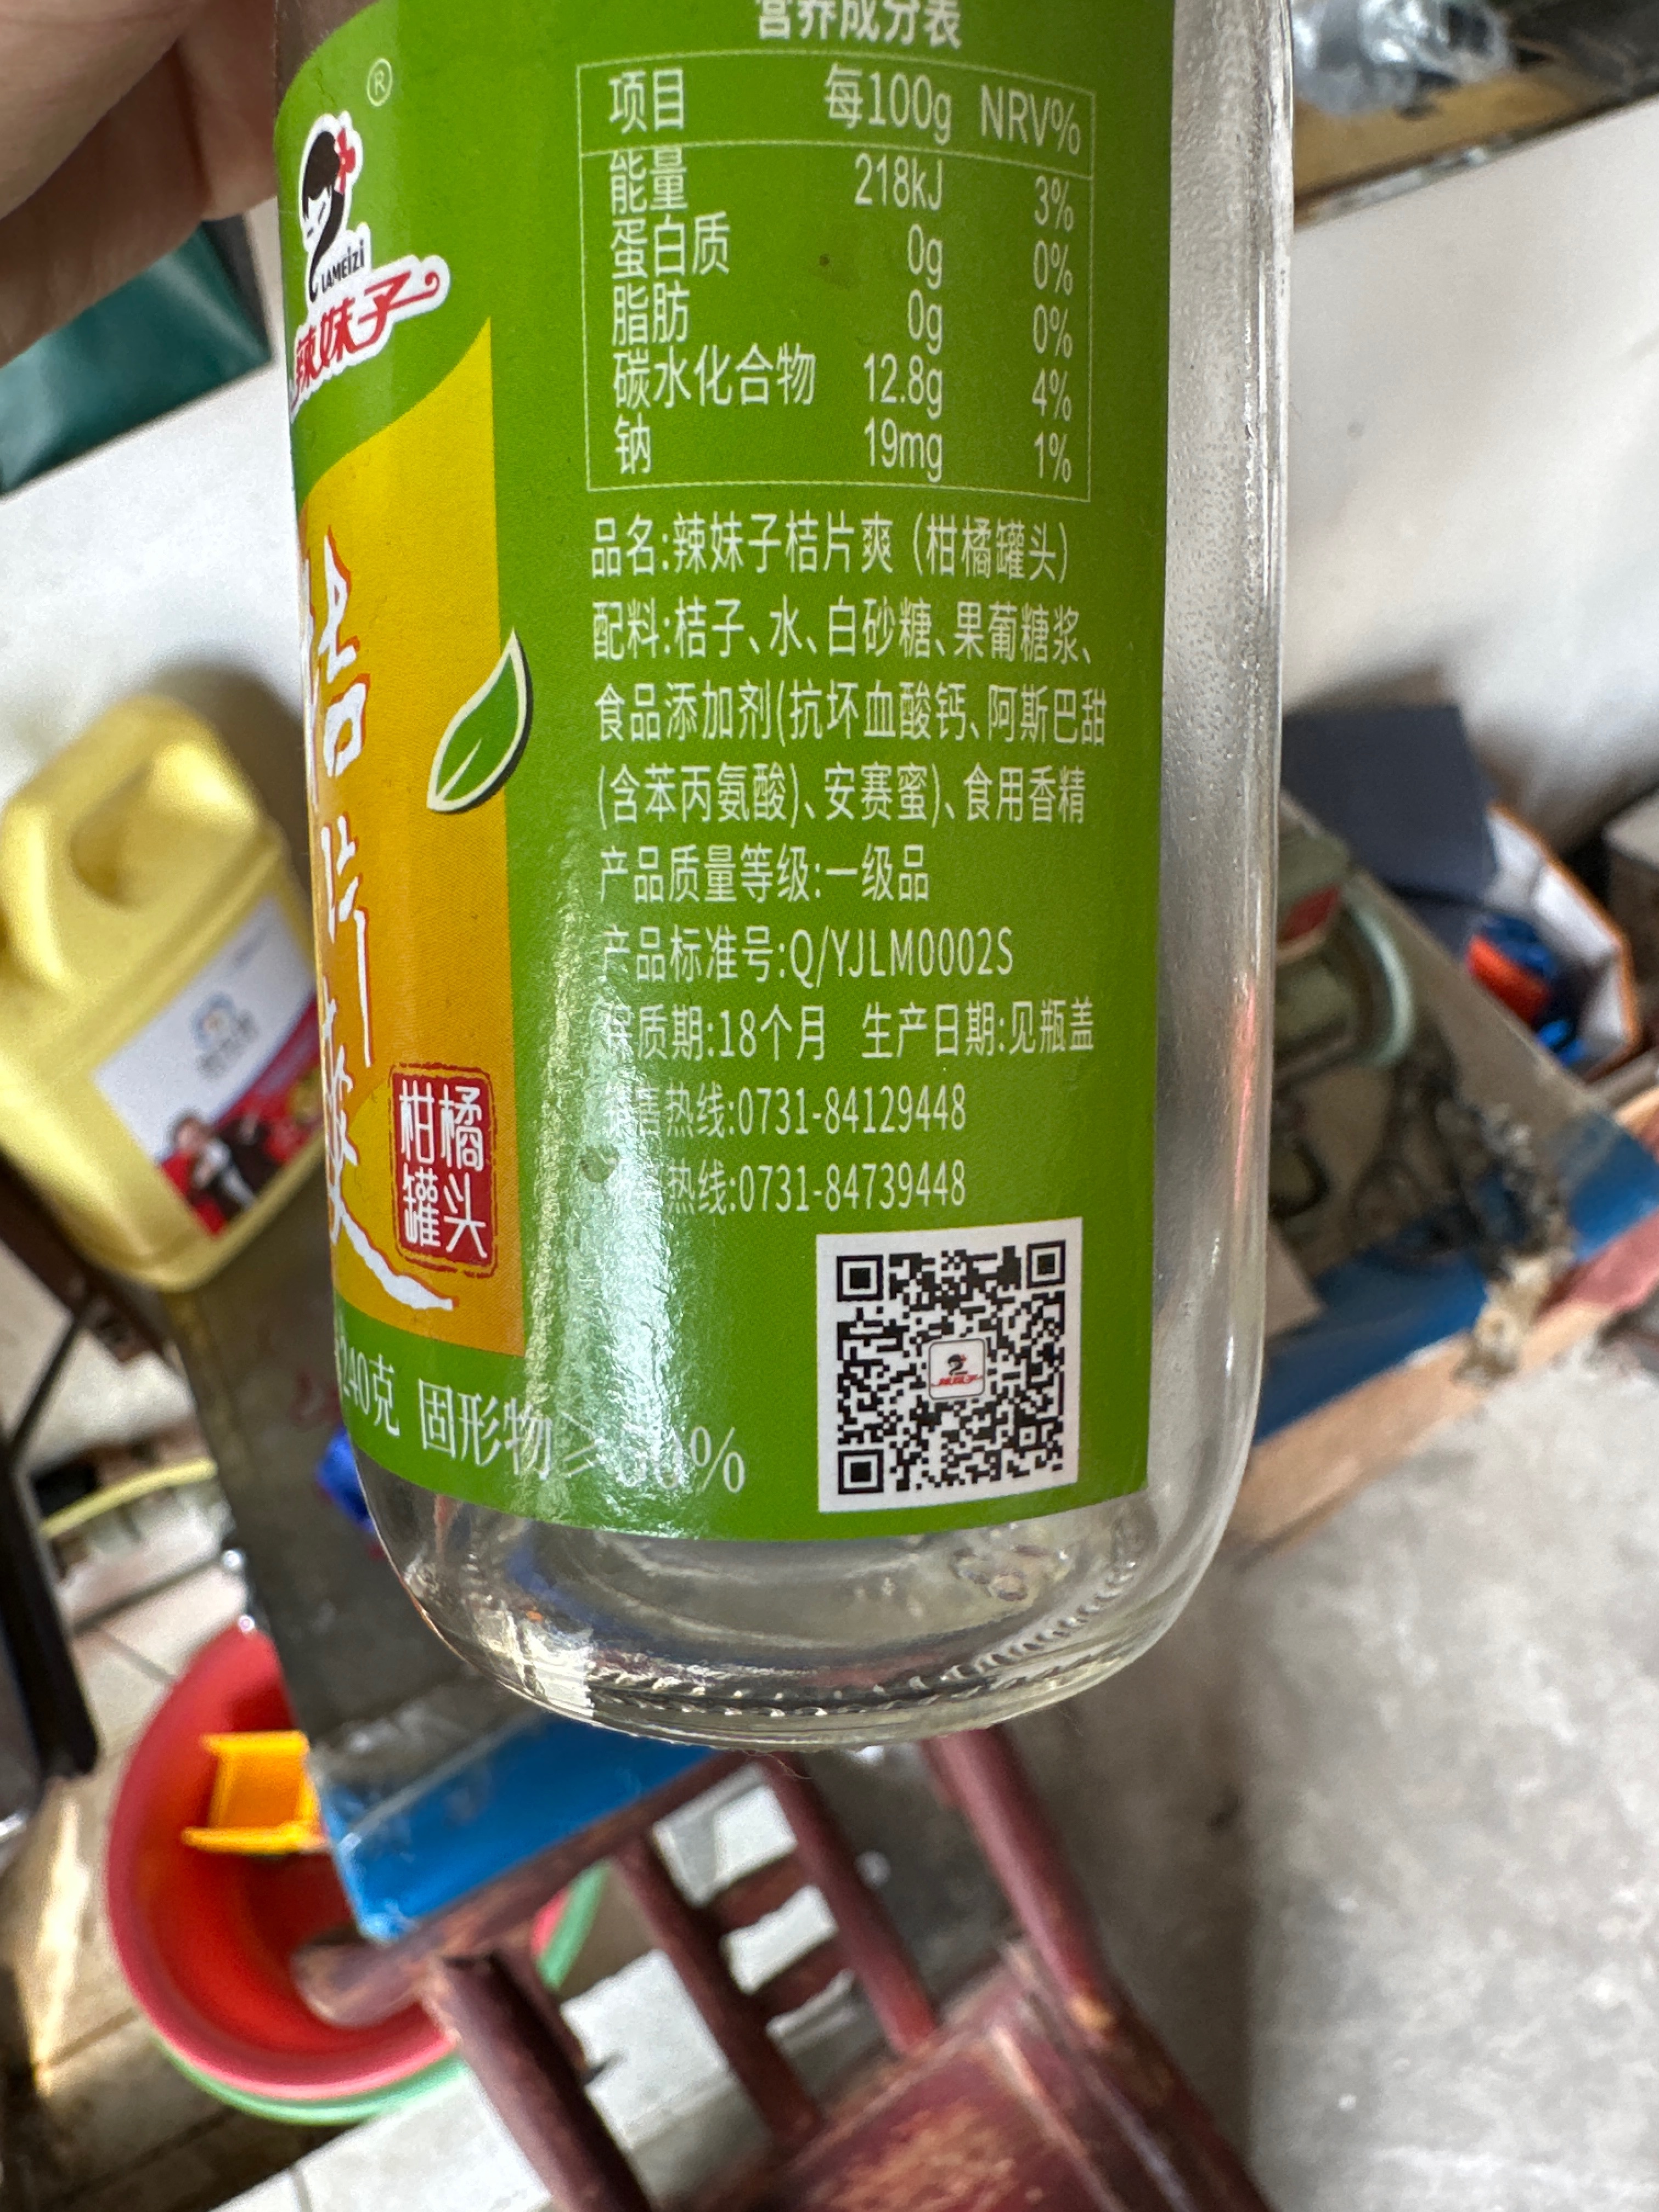 营养成分表
项目 每100g NRV%
能量 218kJ 3%
蛋白质 0g 0%
脂肪 0g 0%
碳水化合物 12.8g 4%
钠 19mg 1%
品名:辣妹子桔片爽(柑橘罐头)
配料:桔子、水、白砂糖、果葡糖浆、
食品添加剂(抗坏血酸钙、阿斯巴甜
(含苯丙氨酸)、安赛蜜)、食用香精
产品质量等级:一级品
产品标准号:Q/YJLM0002S
保质期:18个月 生产日期:见瓶盖
热线:0731-84129448
热线:0731-84739448
®
LAMEIZI
辣妹子
桔片爽
柑橘
罐头
240克 固形物≥
辣妹子